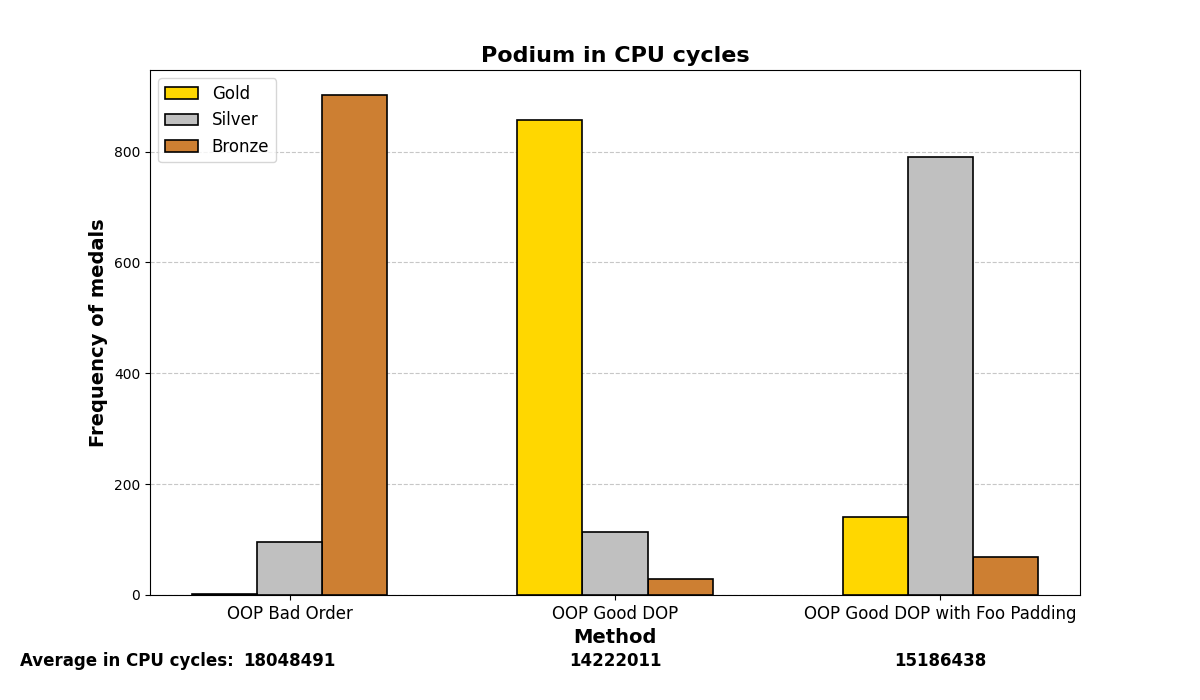 Podium in CPU cycles
Gold
Silver
Bronze
Frequency of medals
800
600
400
200
0
OOP Bad Order OOP Good DOP OOP Good DOP with Foo Padding
Method
Average in CPU cycles: 18048491 14222011 15186438